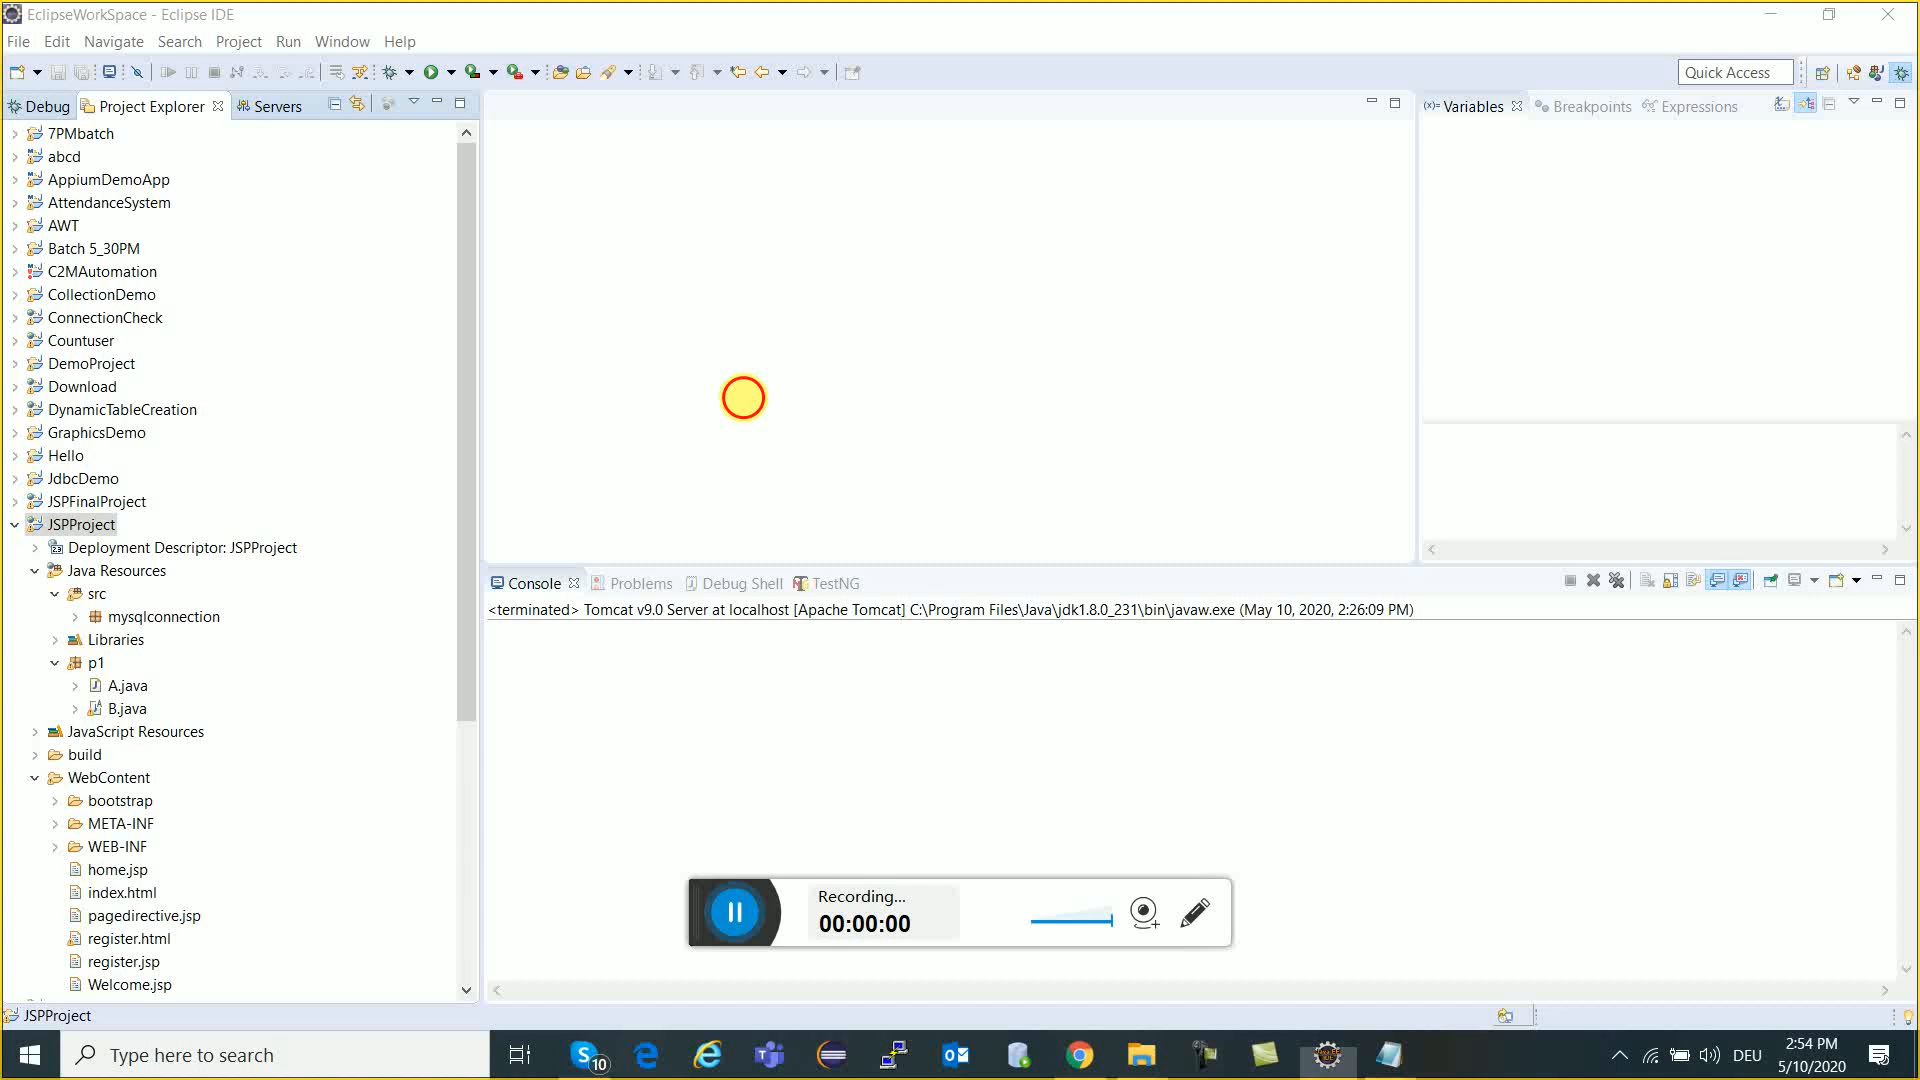 EclipseWorkSpace - Eclipse IDE
File Edit Navigate Search Project Run Window Help
Quick Access
Debug Project Explorer Servers
(x)= Variables Breakpoints Expressions
7PMbatch
abcd
AppiumDemoApp
AttendanceSystem
AWT
Batch 5_30PM
C2MAutomation
CollectionDemo
ConnectionCheck
Countuser
DemoProject
Download
DynamicTableCreation
GraphicsDemo
Hello
JdbcDemo
JSPFinalProject
JSPProject
Deployment Descriptor: JSPProject
Java Resources
src
mysqlconnection
Libraries
p1
A.java
B.java
JavaScript Resources
build
WebContent
bootstrap
META-INF
WEB-INF
home.jsp
index.html
pagedirective.jsp
register.html
register.jsp
Welcome.jsp
Console Problems Debug Shell TestNG
<terminated> Tomcat v9.0 Server at localhost [Apache Tomcat] C:\Program Files\Java\jdk1.8.0_231\bin\javaw.exe (May 10, 2020, 2:26:09 PM)
Recording...
00:00:00
JSPProject
Type here to search
10
DEU
2:54 PM
5/10/2020